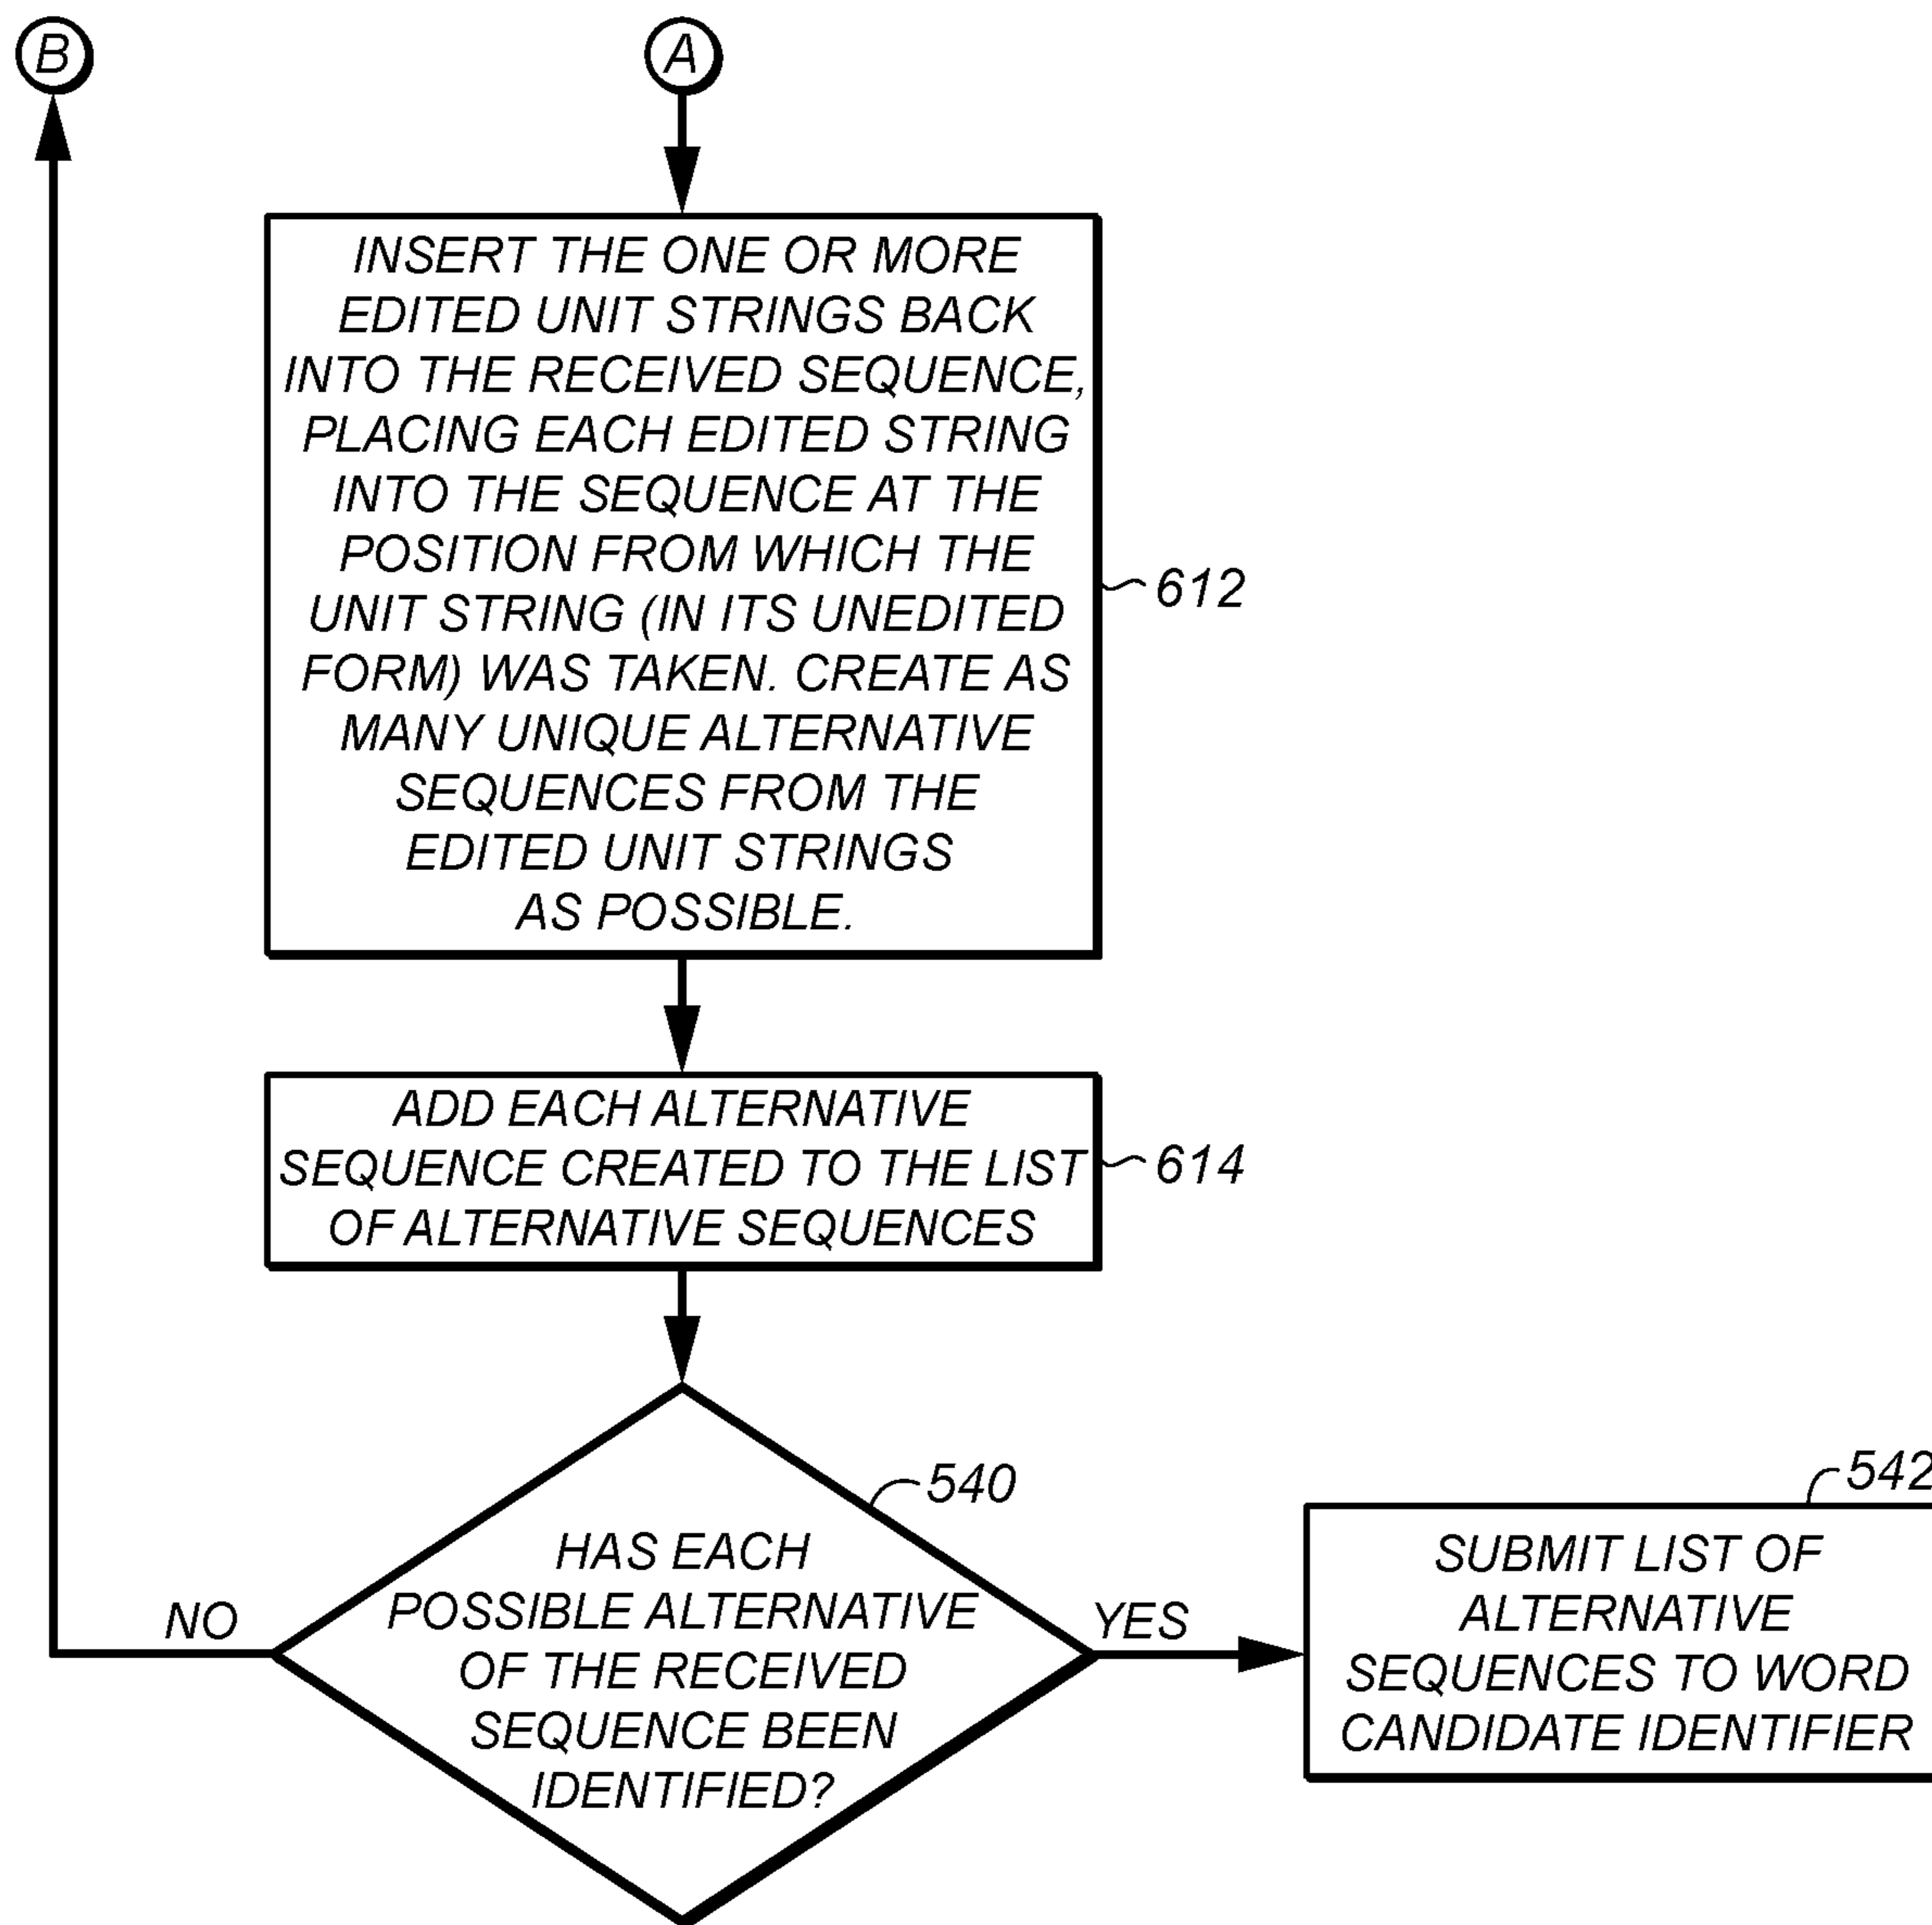 B
A
INSERT THE ONE OR MORE
EDITED UNIT STRINGS BACK
INTO THE RECEIVED SEQUENCE,
PLACING EACH EDITED STRING
INTO THE SEQUENCE AT THE
POSITION FROM WHICH THE
UNIT STRING (IN ITS UNEDITED
FORM) WAS TAKEN. CREATE AS
MANY UNIQUE ALTERNATIVE
SEQUENCES FROM THE
EDITED UNIT STRINGS
AS POSSIBLE.
612
ADD EACH ALTERNATIVE
SEQUENCE CREATED TO THE LIST
OF ALTERNATIVE SEQUENCES
614
540
HAS EACH
POSSIBLE ALTERNATIVE
OF THE RECEIVED
SEQUENCE BEEN
IDENTIFIED?
NO
YES
542
SUBMIT LIST OF
ALTERNATIVE
SEQUENCES TO WORD
CANDIDATE IDENTIFIER